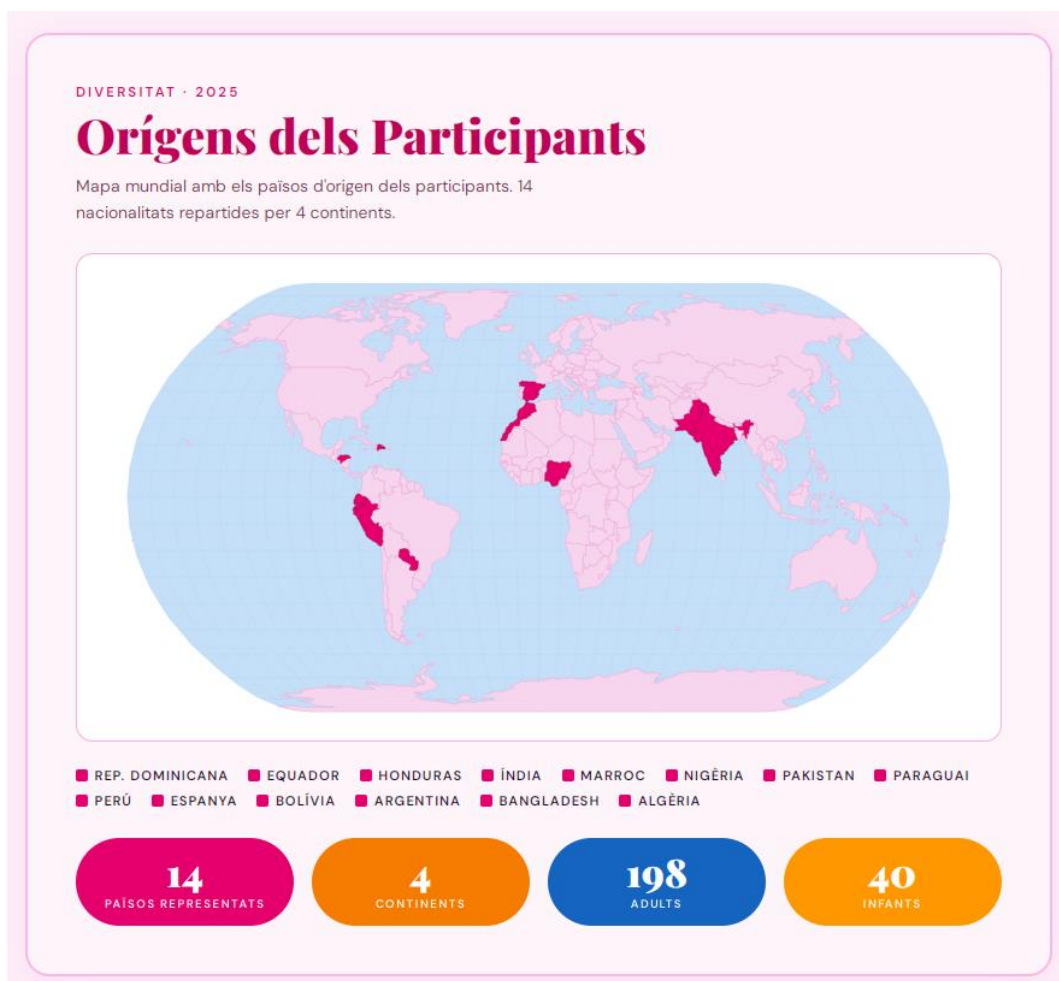 DIVERSITAT · 2025
Orígens dels Participants
Mapa mundial amb els països d'origen dels participants. 14
nacionalitats repartides per 4 continents.
REP. DOMINICANA EQUADOR HONDURAS ÍNDIA MARROC NIGÈRIA PAKISTAN PARAGUAI
PERÚ ESPANYA BOLÍVIA ARGENTINA BANGLADESH ALGÈRIA
14 4 198 40
PAÏSOS REPRESENTATS CONTINENTS ADULTS INFANTS